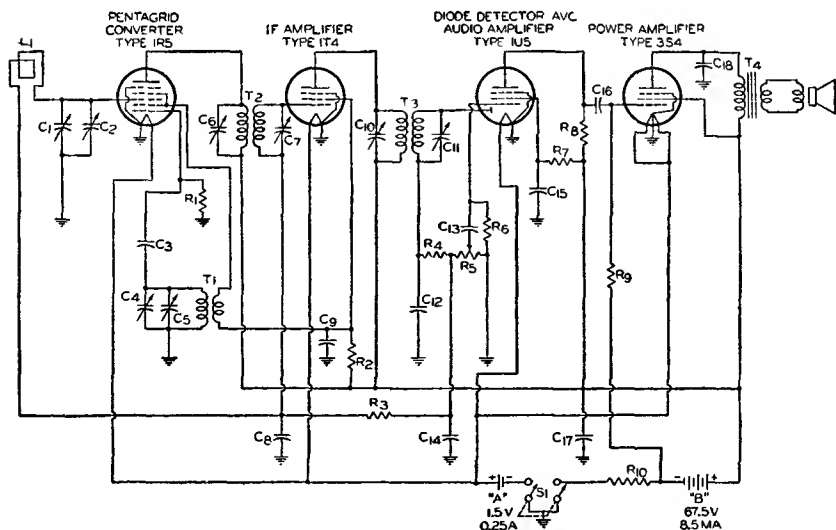 PENTAGRID
CONVERTER
TYPE 1R5
IF AMPLIFIER
TYPE 1T4
DIODE DETECTOR AVC
AUDIO AMPLIFIER
TYPE 1U5
POWER AMPLIFIER
TYPE 3S4
L1
C18
T4
C1
C2
C6
T2
C7
C10
T3
C11
C16
R8
R7
C15
R1
C3
C13
R6
R4
R5
R9
C4
C5
T1
C9
R2
C12
R3
C8
C14
C17
+ -
S1
R10
- +
"A"
1.5V
0.25A
"B"
67.5V
8.5MA